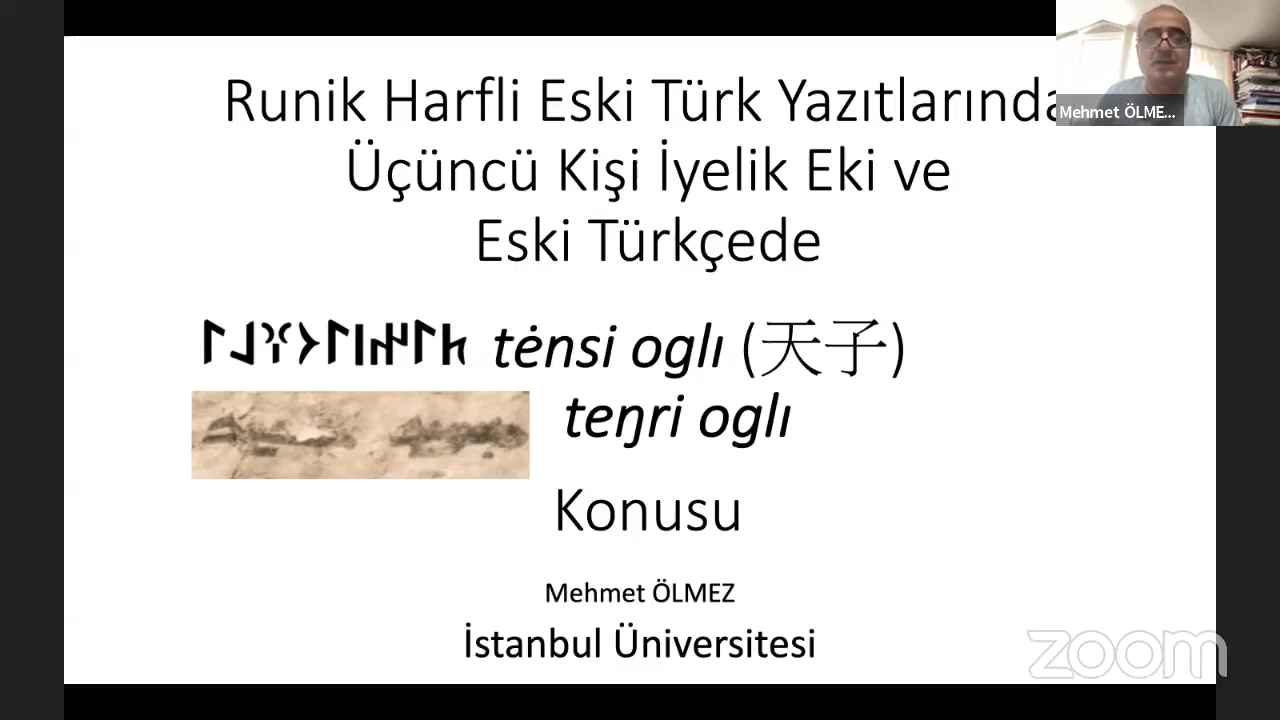 Runik Harfli Eski Türk Yazıtlarında
Üçüncü Kişi İyelik Eki ve
Eski Türkçede
𐰃𐰞𐰍𐰆𐰃𐰾𐰤𐰃𐱅 tėnsi oglı (天子)
teŋri oglı
Konusu
Mehmet ÖLMEZ
İstanbul Üniversitesi
Mehmet ÖLME...
zoom